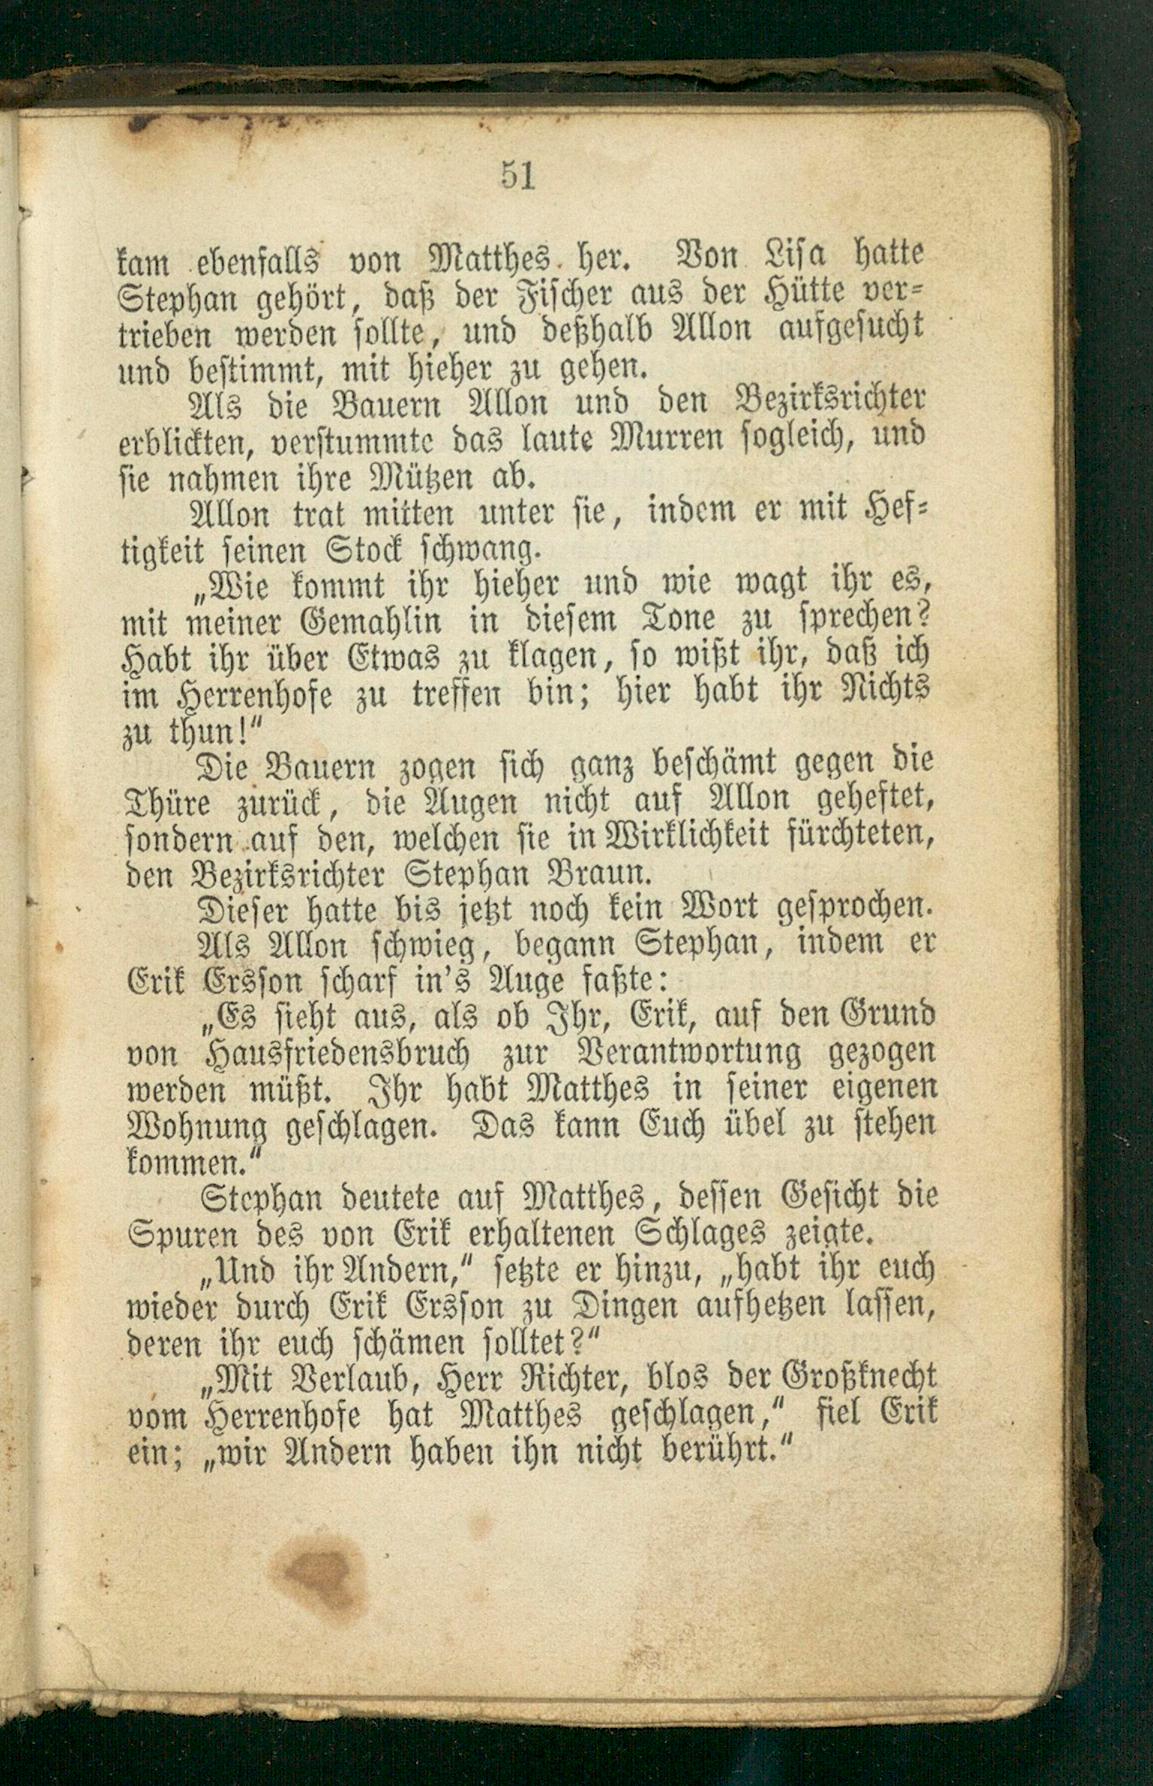 51
kam ebenfalls von Matthes her. Von Lisa hatte
Stephan gehört, daß der Fischer aus der Hütte ver-
trieben werden sollte, und deßhalb Allon aufgesucht
und bestimmt, mit hieher zu gehen.
Als die Bauern Allon und den Bezirksrichter
erblickten, verstummte das laute Murren sogleich, und
sie nahmen ihre Mützen ab.
Allon trat mitten unter sie, indem er mit Hef-
tigkeit seinen Stock schwang.
„Wie kommt ihr hieher und wie wagt ihr es,
mit meiner Gemahlin in diesem Tone zu sprechen?
Habt ihr über Etwas zu klagen, so wißt ihr, daß ich
im Herrenhofe zu treffen bin; hier habt ihr Nichts
zu thun!“
Die Bauern zogen sich ganz beschämt gegen die
Thüre zurück, die Augen nicht auf Allon geheftet,
sondern auf den, welchen sie in Wirklichkeit fürchteten,
den Bezirksrichter Stephan Braun.
Dieser hatte bis jetzt noch kein Wort gesprochen.
Als Allon schwieg, begann Stephan, indem er
Erik Ersson scharf in's Auge faßte:
„Es sieht aus, als ob Ihr, Erik, auf den Grund
von Hausfriedensbruch zur Verantwortung gezogen
werden müßt. Ihr habt Matthes in seiner eigenen
Wohnung geschlagen. Das kann Euch übel zu stehen
kommen.“
Stephan deutete auf Matthes, dessen Gesicht die
Spuren des von Erik erhaltenen Schlages zeigte.
„Und ihr Andern,“ setzte er hinzu, „habt ihr euch
wieder durch Erik Ersson zu Dingen aufhetzen lassen,
deren ihr euch schämen solltet?“
„Mit Verlaub, Herr Richter, blos der Großknecht
vom Herrenhofe hat Matthes geschlagen,“ fiel Erik
ein; „wir Andern haben ihn nicht berührt.“